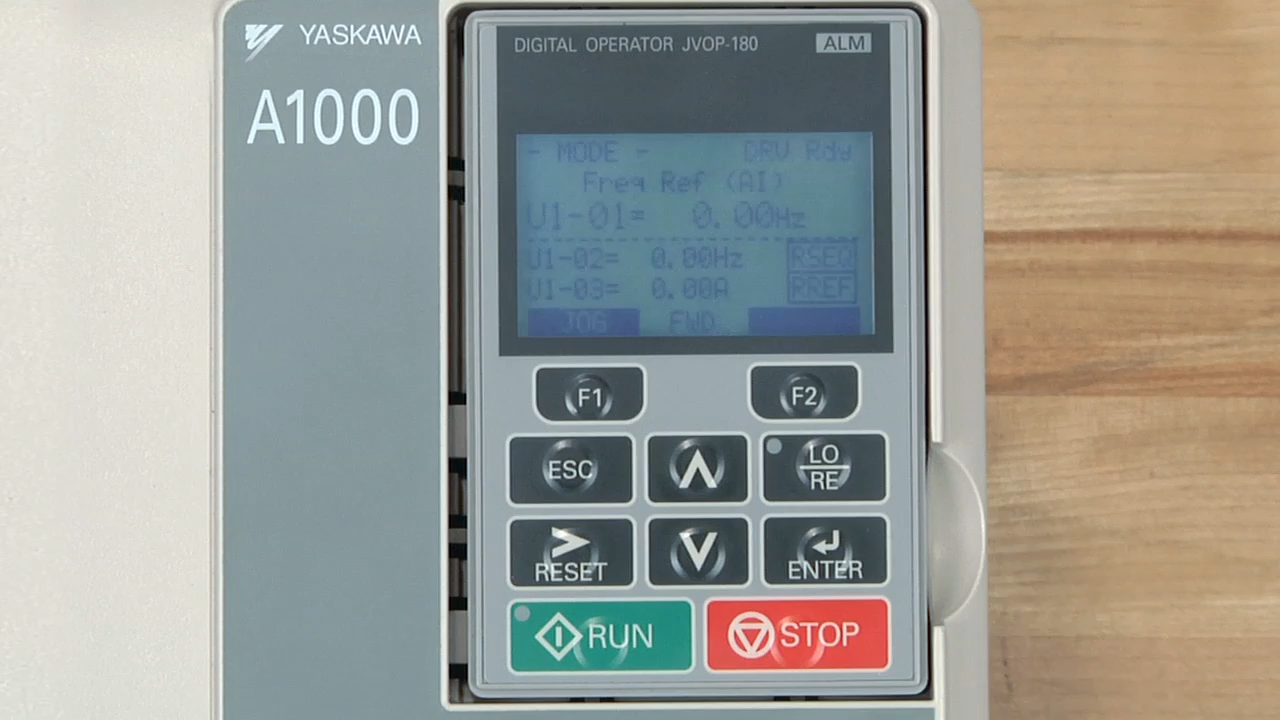 YASKAWA
A1000
DIGITAL OPERATOR JVOP-180
ALM
- MODE - DRV Rdy
Freq Ref (AI)
U1-01= 0.00Hz
U1-02= 0.00Hz RSEQ
U1-03= 0.00A RREF
JOG FWD
F1 F2
ESC LO
RE
RESET ENTER
RUN STOP